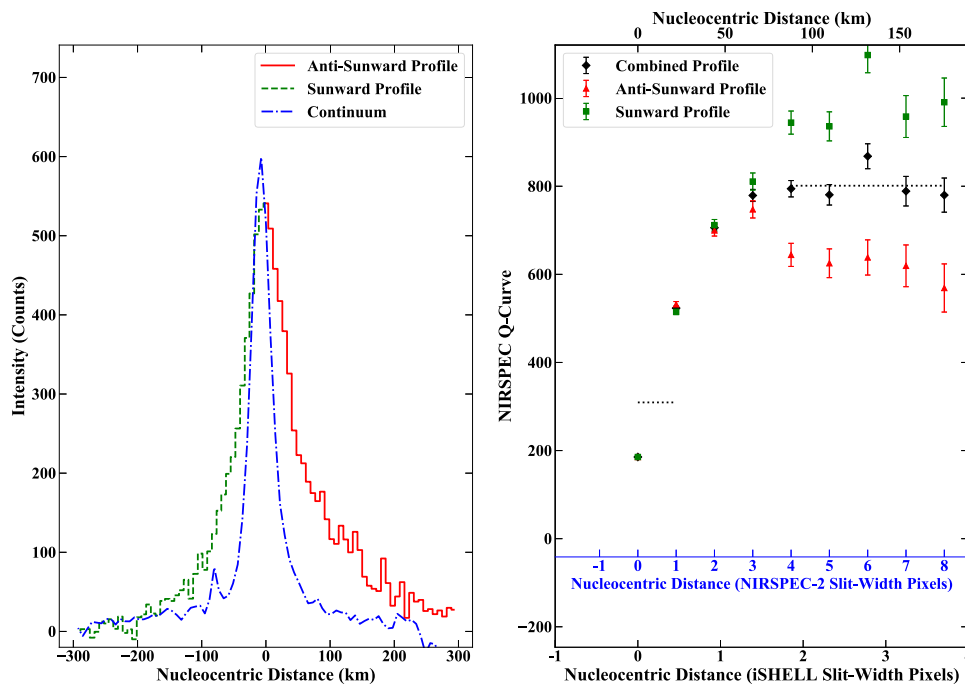 Anti-Sunward Profile
Sunward Profile
Continuum
700
600
500
400
300
200
100
0
Intensity (Counts)
−300 −200 −100 0 100 200 300
Nucleocentric Distance (km)
Nucleocentric Distance (km)
0 50 100 150
Combined Profile
Anti-Sunward Profile
Sunward Profile
1000
800
600
400
200
0
−200
NIRSPEC Q-Curve
-1 0 1 2 3 4 5 6 7 8
Nucleocentric Distance (NIRSPEC-2 Slit-Width Pixels)
-1 0 1 2 3 4
Nucleocentric Distance (iSHELL Slit-Width Pixels)